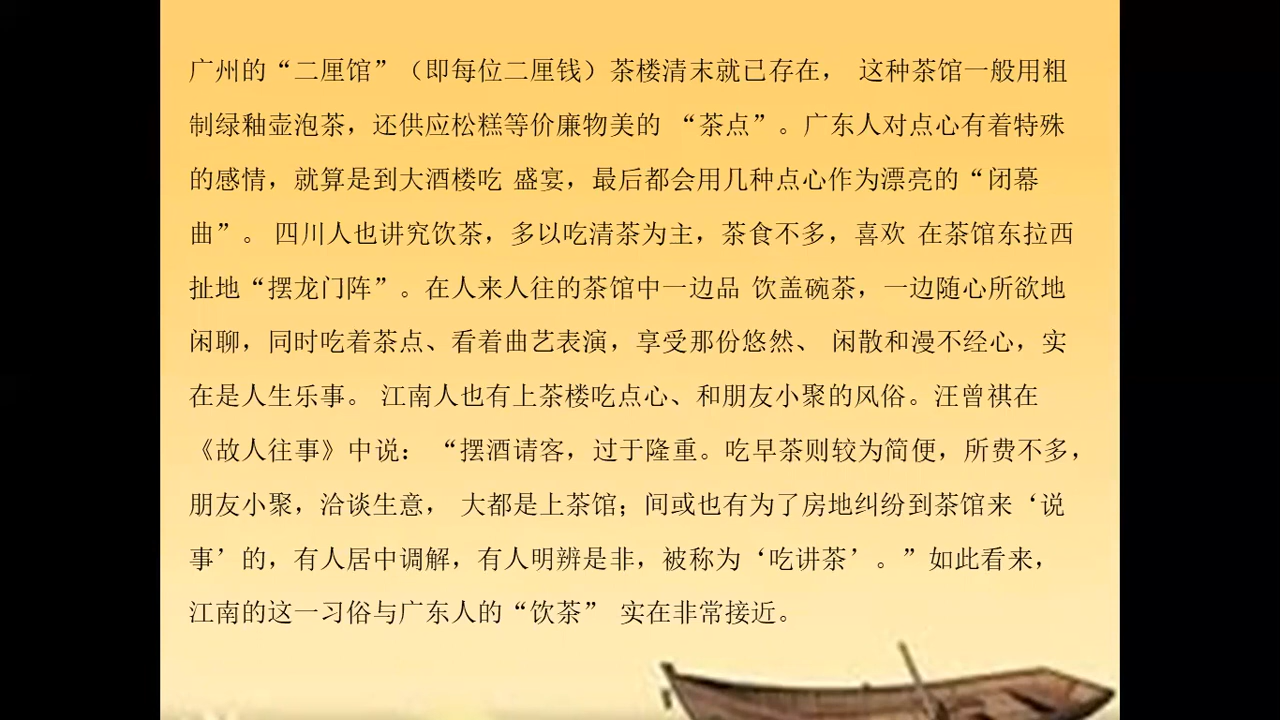 广州的“二厘馆”（即每位二厘钱）茶楼清末就已存在， 这种茶馆一般用粗
制绿釉壶泡茶，还供应松糕等价廉物美的 “茶点”。广东人对点心有着特殊
的感情，就算是到大酒楼吃 盛宴，最后都会用几种点心作为漂亮的“闭幕
曲”。 四川人也讲究饮茶，多以吃清茶为主，茶食不多，喜欢 在茶馆东拉西
扯地“摆龙门阵”。在人来人往的茶馆中一边品 饮盖碗茶，一边随心所欲地
闲聊，同时吃着茶点、看着曲艺表演，享受那份悠然、 闲散和漫不经心，实
在是人生乐事。 江南人也有上茶楼吃点心、和朋友小聚的风俗。汪曾祺在
《故人往事》中说： “摆酒请客，过于隆重。吃早茶则较为简便，所费不多，
朋友小聚，洽谈生意， 大都是上茶馆；间或也有为了房地纠纷到茶馆来‘说
事’的，有人居中调解，有人明辨是非，被称为‘吃讲茶’。”如此看来，
江南的这一习俗与广东人的“饮茶” 实在非常接近。